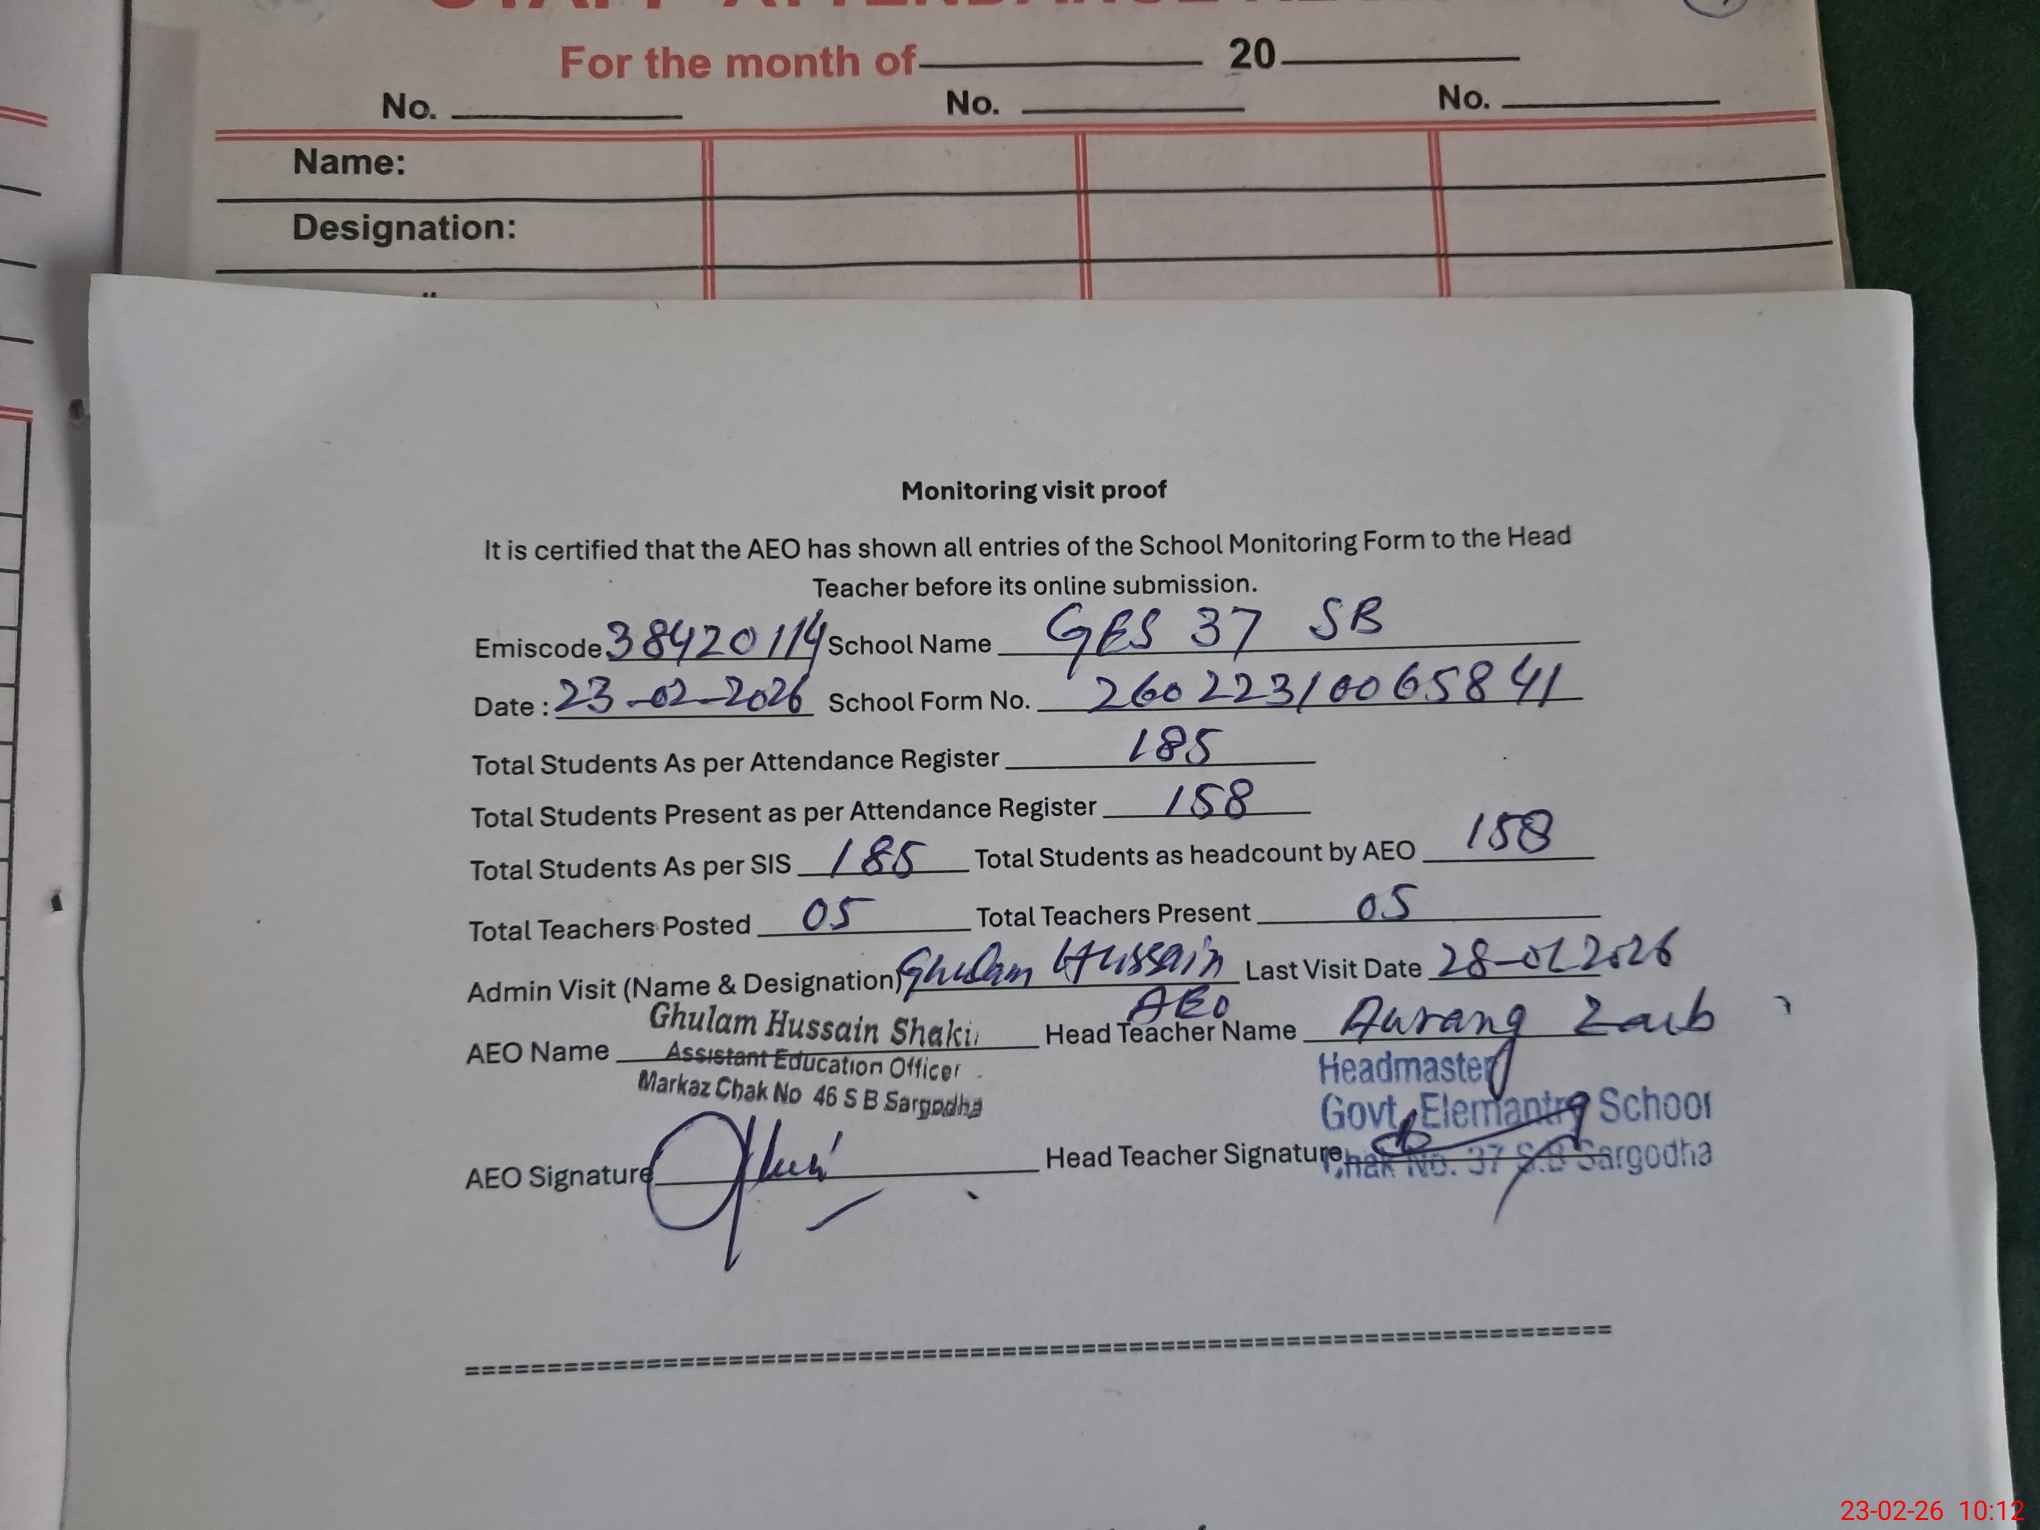 For the month of 20
No. No. No.
Name:
Designation:
Monitoring visit proof
It is certified that the AEO has shown all entries of the School Monitoring Form to the Head
Teacher before its online submission.
Emiscode 38420114 School Name GES 37 SB
Date : 23-02-2026 School Form No. 260223/0065841
Total Students As per Attendance Register 185
Total Students Present as per Attendance Register 158
Total Students As per SIS 185 Total Students as headcount by AEO 158
Total Teachers Posted 05 Total Teachers Present 05
Admin Visit (Name & Designation) Ghulam Hussain Last Visit Date 28-01-2026
AEO
Ghulam Hussain Shakir
AEO Name Head Teacher Name Aurang Zaib
Assistant Education Officer
Markaz Chak No 46 S B Sargodha
Headmaster
Govt. Elemantry School
AEO Signature Head Teacher Signature
Chak No. 37 S.B Sargodha
23-02-26 10:12